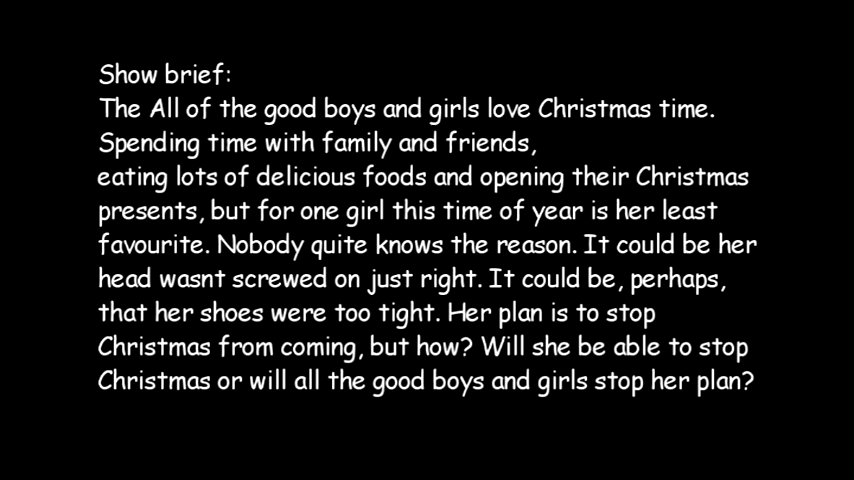 Show brief:
The All of the good boys and girls love Christmas time.
Spending time with family and friends,
eating lots of delicious foods and opening their Christmas
presents, but for one girl this time of year is her least
favourite. Nobody quite knows the reason. It could be her
head wasnt screwed on just right. It could be, perhaps,
that her shoes were too tight. Her plan is to stop
Christmas from coming, but how? Will she be able to stop
Christmas or will all the good boys and girls stop her plan?